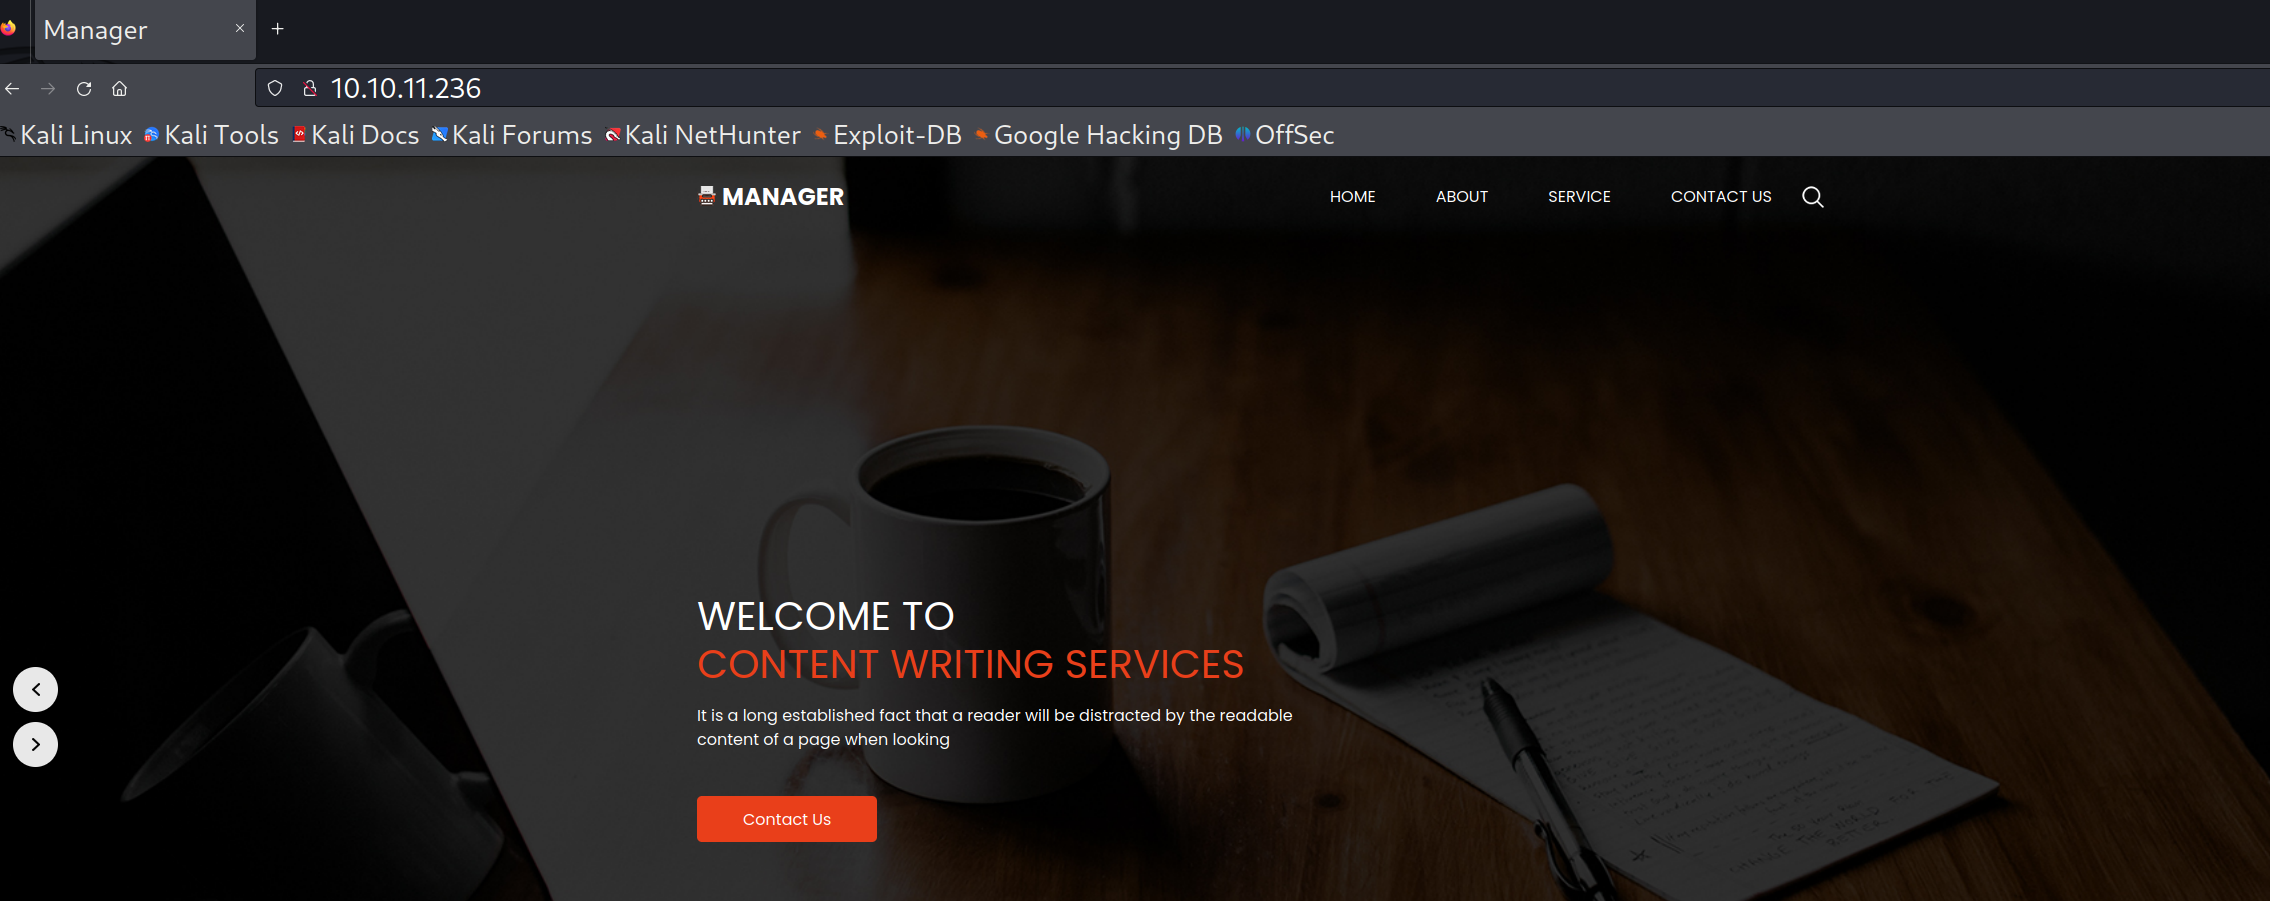 Manager
10.10.11.236
Kali Linux Kali Tools Kali Docs Kali Forums Kali NetHunter Exploit-DB Google Hacking DB OffSec
MANAGER HOME ABOUT SERVICE CONTACT US
WELCOME TO
CONTENT WRITING SERVICES
It is a long established fact that a reader will be distracted by the readable
content of a page when looking
Contact Us